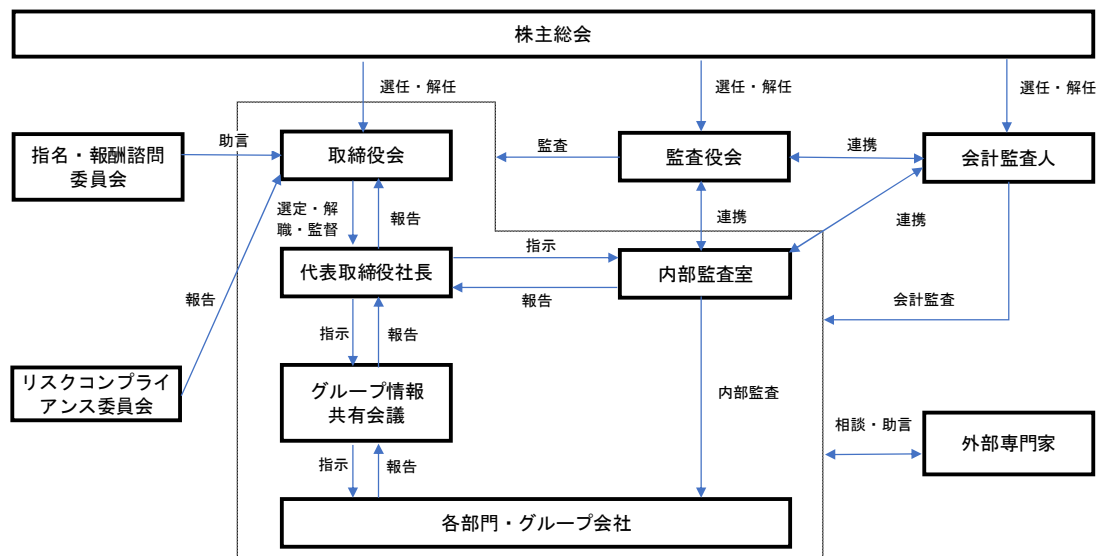 株主総会
選任・解任
選任・解任
選任・解任
指名・報酬諮問
委員会
助言
取締役会
監査
監査役会
連携
会計監査人
選定・解
職・監督
報告
連携
連携
代表取締役社長
指示
報告
内部監査室
報告
会計監査
指示
報告
リスクコンプライ
アンス委員会
グループ情報
共有会議
内部監査
相談・助言
外部専門家
指示
報告
各部門・グループ会社